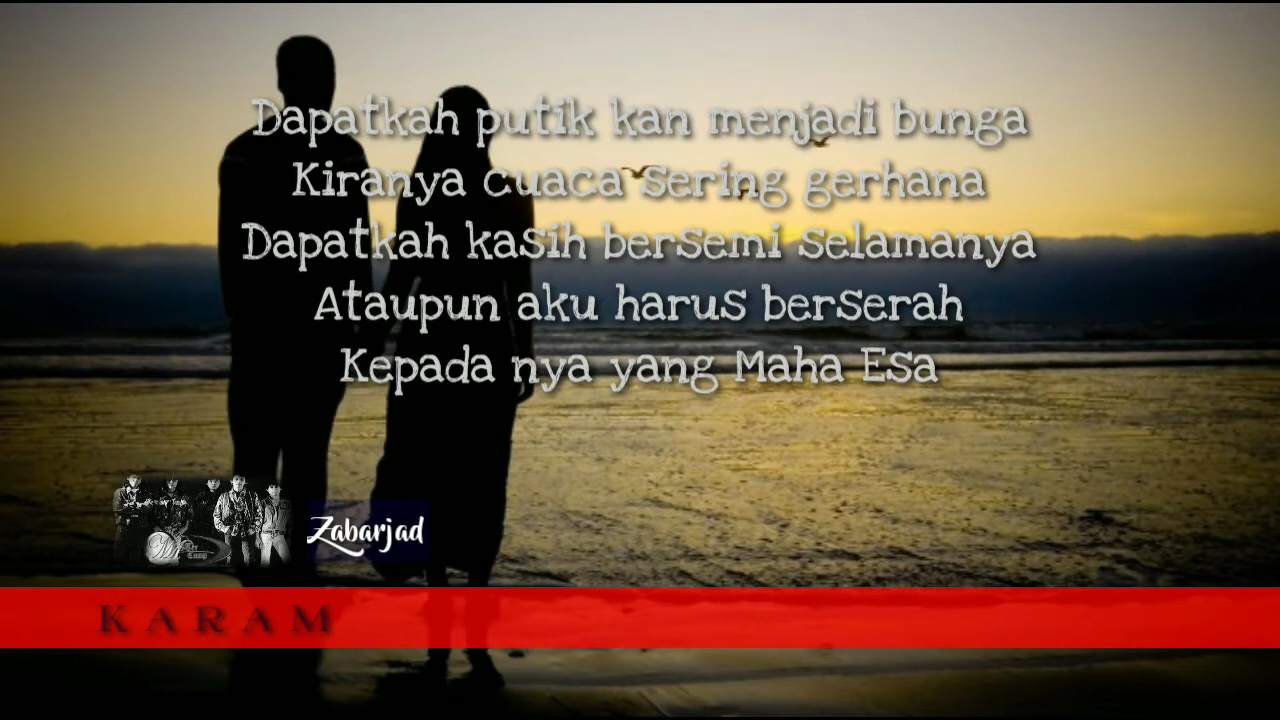 Dapatkah putik kan menjadi bunga
Kiranya cuaca sering gerhana
Dapatkah kasih bersemi selamanya
Ataupun aku harus berserah
Kepada nya yang Maha Esa
Zabarjad
KARAM